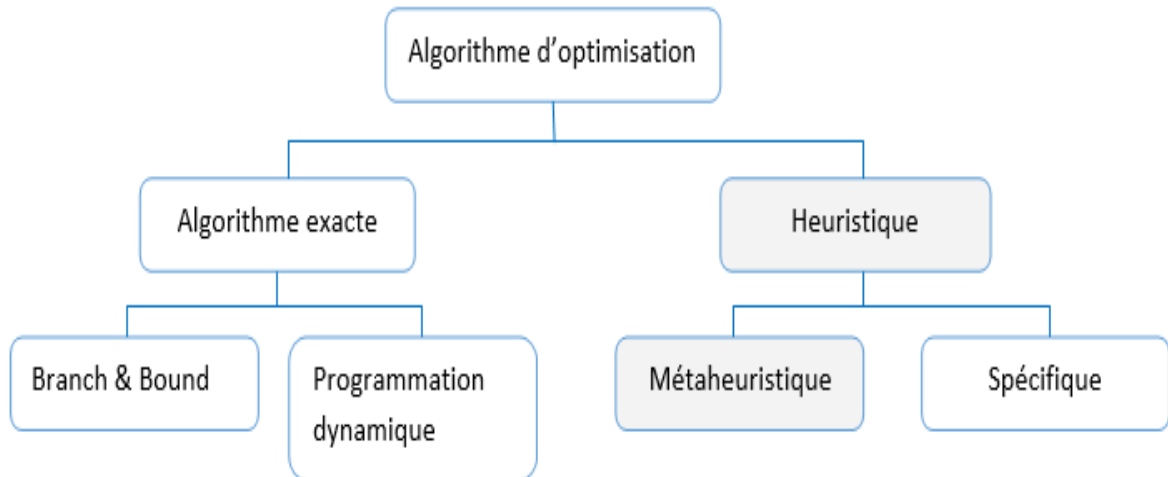 Algorithme d’optimisation
Algorithme exacte
Heuristique
Branch & Bound
Programmation
dynamique
Métaheuristique
Spécifique